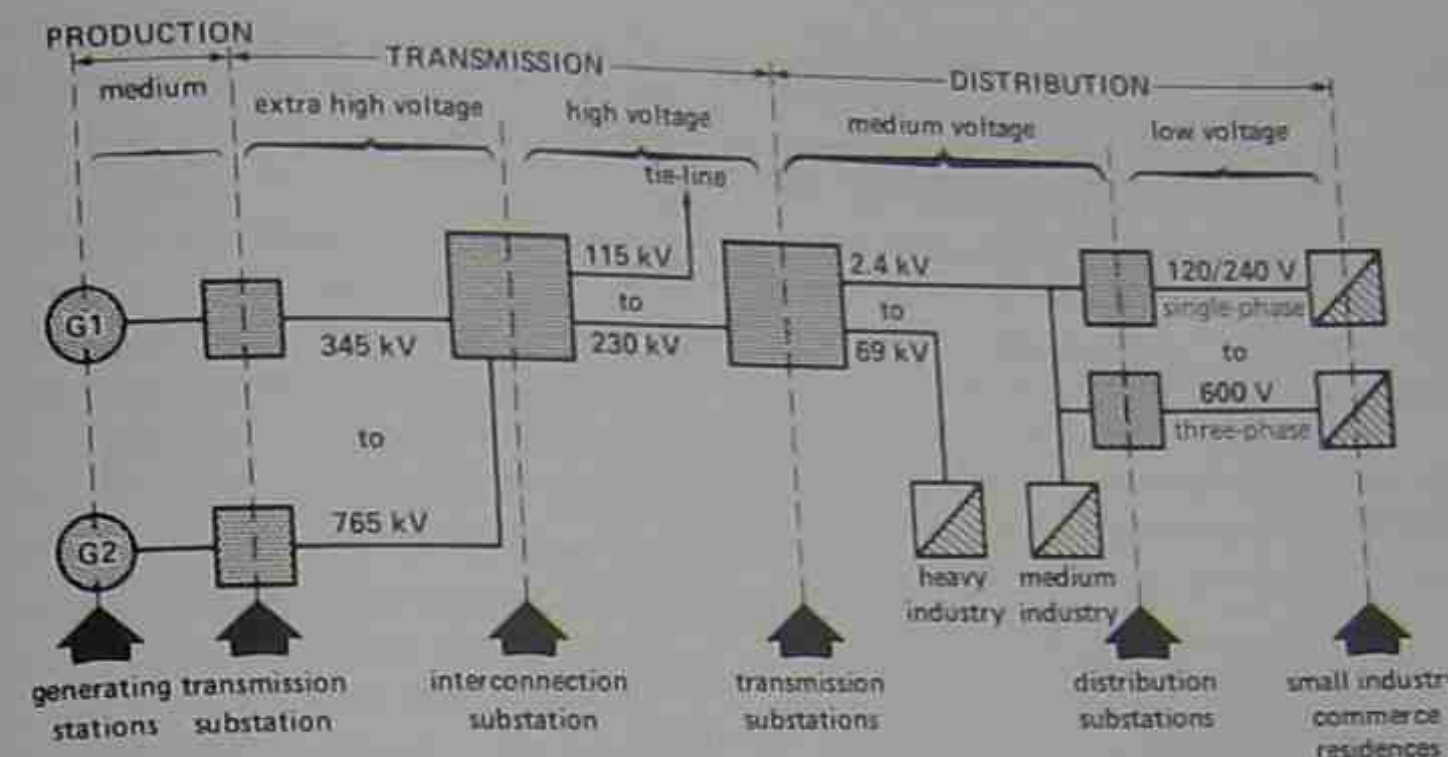 PRODUCTION
TRANSMISSION
DISTRIBUTION
medium
extra high voltage
high voltage
medium voltage
low voltage
tie-line
115 kV
to
230 kV
2.4 kV
to
69 kV
120/240 V
single-phase
to
600 V
three-phase
G1
345 kV
to
765 kV
G2
heavy
industry
medium
industry
generating
stations
transmission
substation
interconnection
substation
transmission
substations
distribution
substations
small industry
commerce
residences